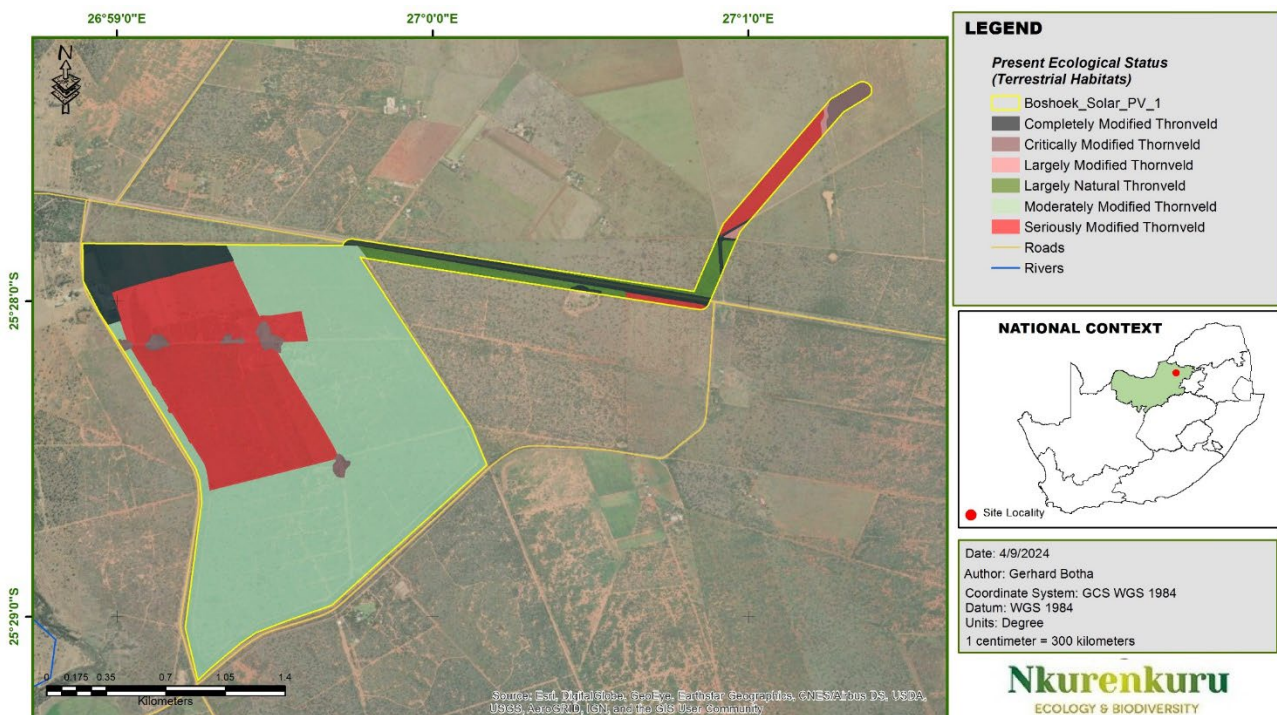 26°59'0"E
27°0'0"E
27°1'0"E
25°28'0"S
25°29'0"S
N
0 0.175 0.35 0.7 1.05 1.4
Kilometers
Source: Esri, DigitalGlobe, GeoEye, Earthstar Geographics, CNES/Airbus DS, USDA,
USGS, AeroGRID, IGN, and the GIS User Community
LEGEND
Present Ecological Status
(Terrestrial Habitats)
Boshoek_Solar_PV_1
Completely Modified Thronveld
Critically Modified Thornveld
Largely Modified Thornveld
Largely Natural Thronveld
Moderately Modified Thornveld
Seriously Modified Thornveld
Roads
Rivers
NATIONAL CONTEXT
Site Locality
Date: 4/9/2024
Author: Gerhard Botha
Coordinate System: GCS WGS 1984
Datum: WGS 1984
Units: Degree
1 centimeter = 300 kilometers
Nkurenkuru
ECOLOGY & BIODIVERSITY